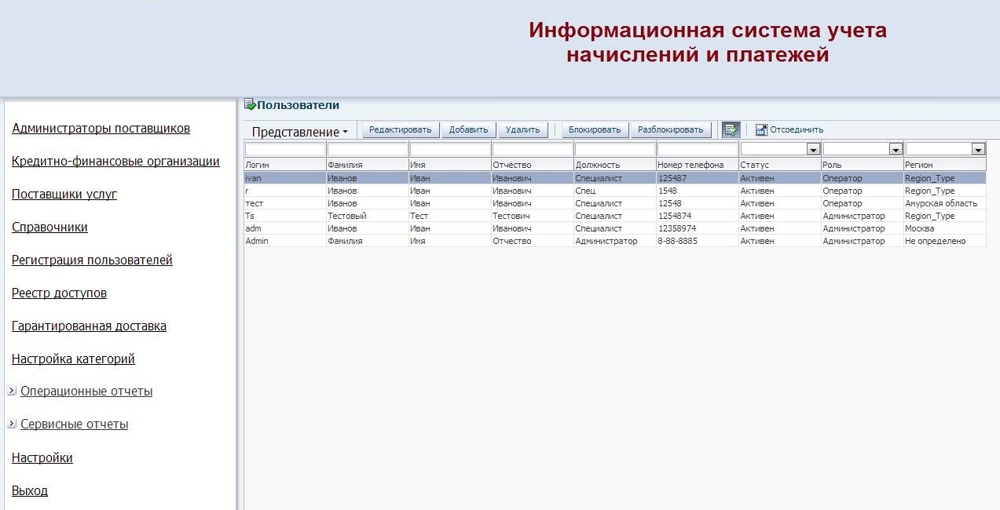 Информационная система учета
начислений и платежей
Администраторы поставщиков
Кредитно-финансовые организации
Поставщики услуг
Справочники
Регистрация пользователей
Реестр доступов
Гарантированная доставка
Настройка категорий
Операционные отчеты
Сервисные отчеты
Настройки
Выход
Пользователи
Представление Редактировать Добавить Удалить Блокировать Разблокировать Отсоединить
Логин Фамилия Имя Отчество Должность Номер телефона Статус Роль Регион
ivan Иванов Иван Иванович Специалист 125487 Активен Оператор Region_Type
r Иванов Иван Иванович Спец 1548 Активен Оператор Region_Type
тест Иванов Иван Иванович Специалист 12548 Активен Оператор Амурская область
Ts Тестовый Тест Тестович Специалист 1254874 Активен Администратор Region_Type
adm Иванов Иван Иванович Специалист 12358974 Активен Администратор Москва
Admin Фамилия Имя Отчество Администратор 8-88-8885 Активен Администратор Не определено